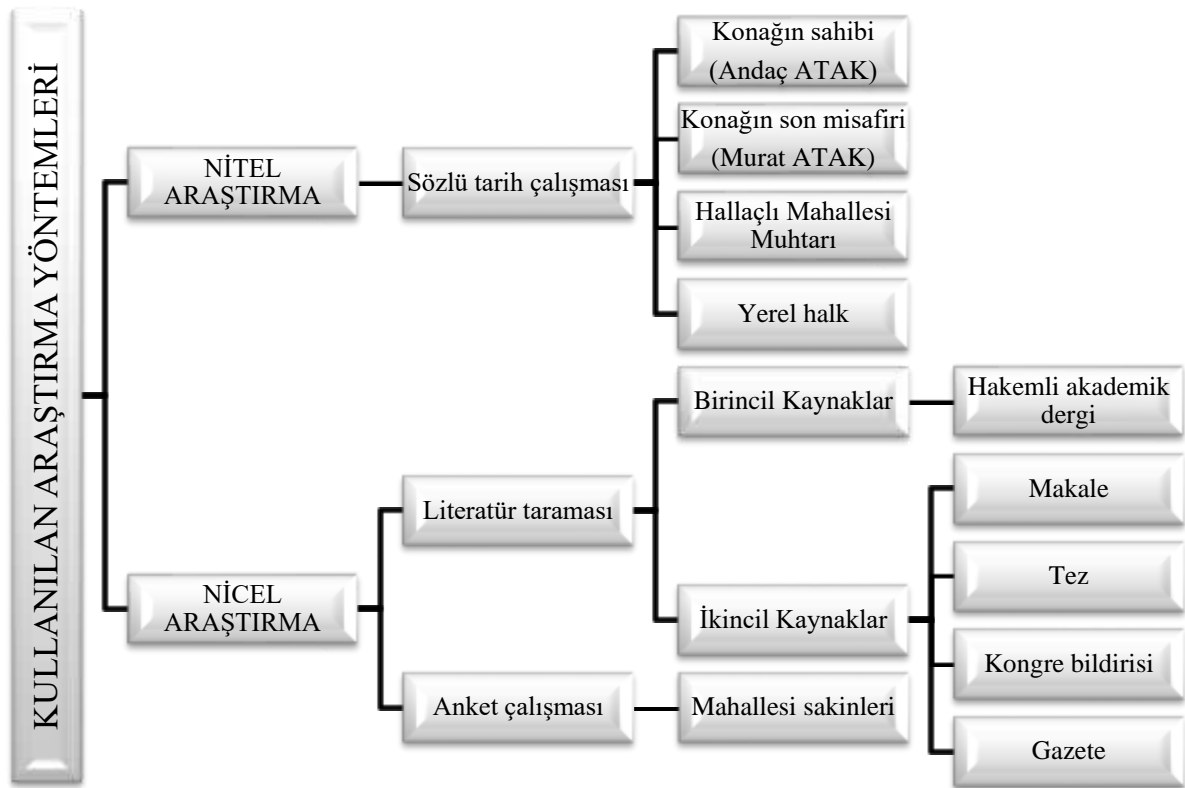 KULLANILAN ARAŞTIRMA YÖNTEMLERİ
NİTEL
ARAŞTIRMA
Sözlü tarih çalışması
Konağın sahibi
(Andaç ATAK)
Konağın son misafiri
(Murat ATAK)
Hallaçlı Mahallesi
Muhtarı
Yerel halk
NİCEL
ARAŞTIRMA
Literatür taraması
Birincil Kaynaklar
Hakemli akademik
dergi
İkincil Kaynaklar
Makale
Tez
Kongre bildirisi
Gazete
Anket çalışması
Mahallesi sakinleri